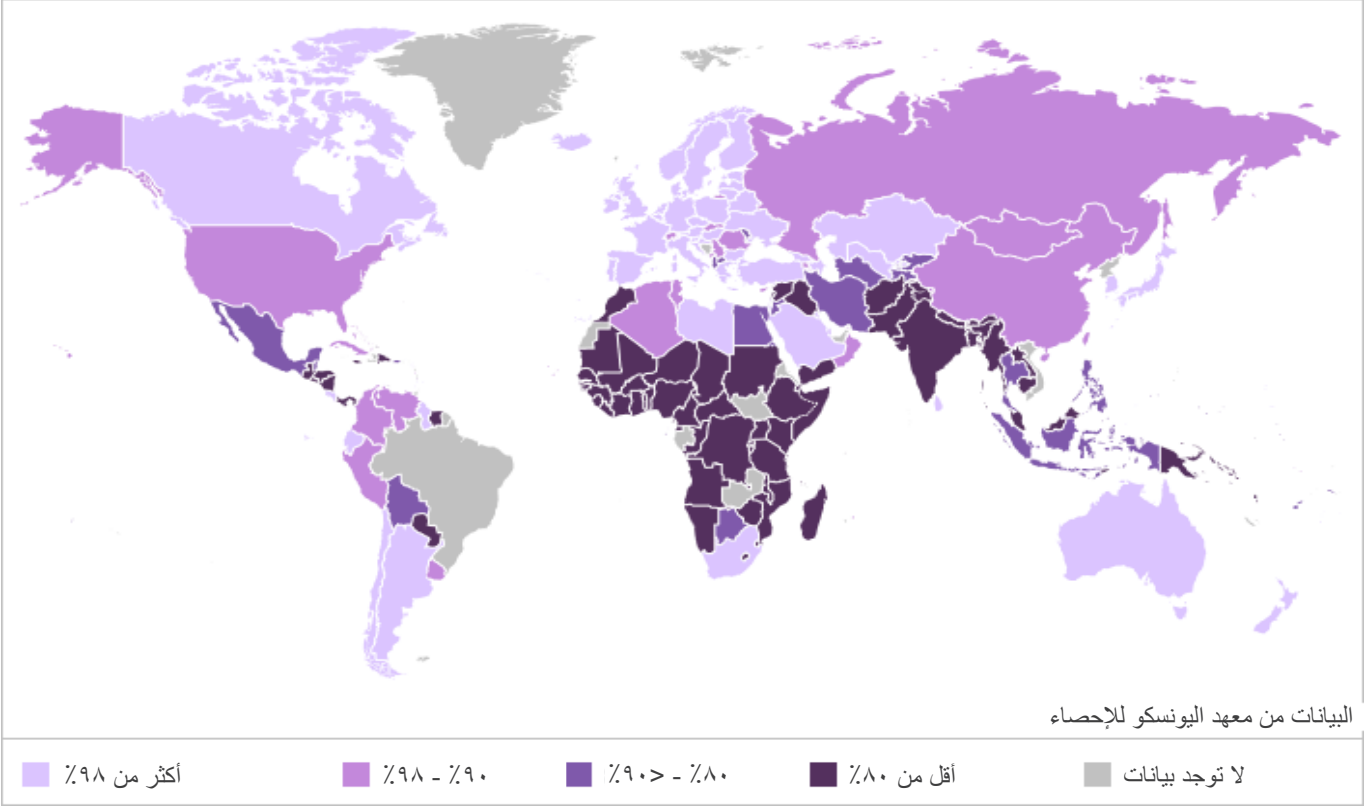 البيانات من معهد اليونسكو للإحصاء
أكثر من ٩٨٪
٩٠٪ - ٩٨٪
٨٠٪ - <٩٠٪
أقل من ٨٠٪
لا توجد بيانات